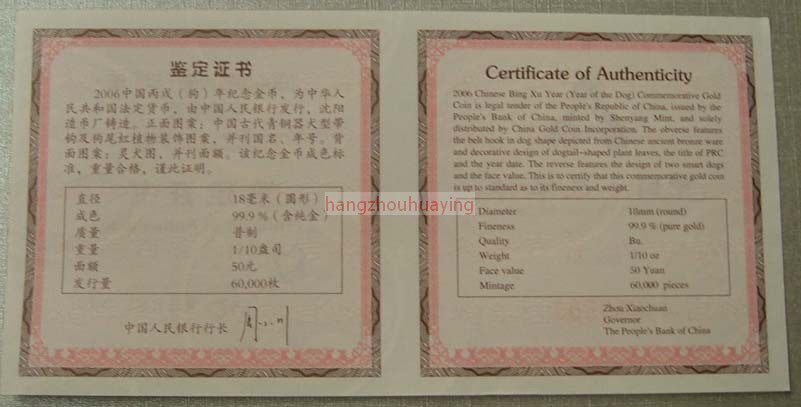 鉴定证书
2006中国丙戌(狗)年纪念金币，为中华人
民共和国法定货币，由中国人民银行发行，沈阳
造币厂铸造。正面图案：中国古代青铜器犬型带
钩及狗尾红植物装饰图案，并刊国名、年号。背
面图案：灵犬图，并刊面额。该纪念金币成色标
准，重量合格，谨此证明。
直径 18毫米(圆形)
成色 99.9%(含纯金)
质量 普制
重量 1/10盎司
面额 50元
发行量 60,000枚
中国人民银行行长
Certificate of Authenticity
2006 Chinese Bing Xu Year (Year of the Dog) Commemorative Gold
Coin is legal tender of the People's Republic of China, issued by the
People's Bank of China, minted by Shenyang Mint, and solely
distributed by China Gold Coin Incorporation. The obverse features
the belt hook in dog shape depicted from Chinese ancient bronze ware
and decorative design of dogtail-shaped plant leaves, the title of PRC
and the year date. The reverse features the design of two smart dogs
and the face value. This is to certify that this commemorative gold coin
is up to standard as to its fineness and weight.
Diameter 18mm (round)
Fineness 99.9 % (pure gold)
Quality Bu.
Weight 1/10 oz
Face value 50 Yuan
Mintage 60,000 pieces
Zhou Xiaochuan
Governor
The People's Bank of China
hangzhouhuaying